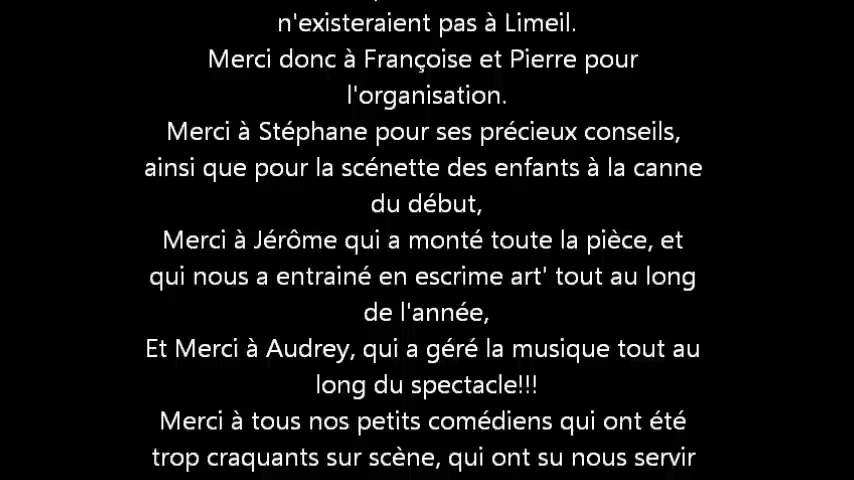 n'existeraient pas à Limeil.
Merci donc à Françoise et Pierre pour
l'organisation.
Merci à Stéphane pour ses précieux conseils,
ainsi que pour la scénette des enfants à la canne
du début,
Merci à Jérôme qui a monté toute la pièce, et
qui nous a entrainé en escrime art' tout au long
de l'année,
Et Merci à Audrey, qui a géré la musique tout au
long du spectacle!!!
Merci à tous nos petits comédiens qui ont été
trop craquants sur scène, qui ont su nous servir